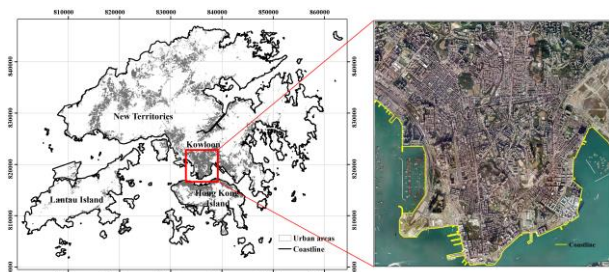 810000 820000 830000 840000 850000 860000
840000
830000
820000
810000
New Territories
Kowloon
Lantau Island
Hong Kong
Island
Urban areas
Coastline
Coastline